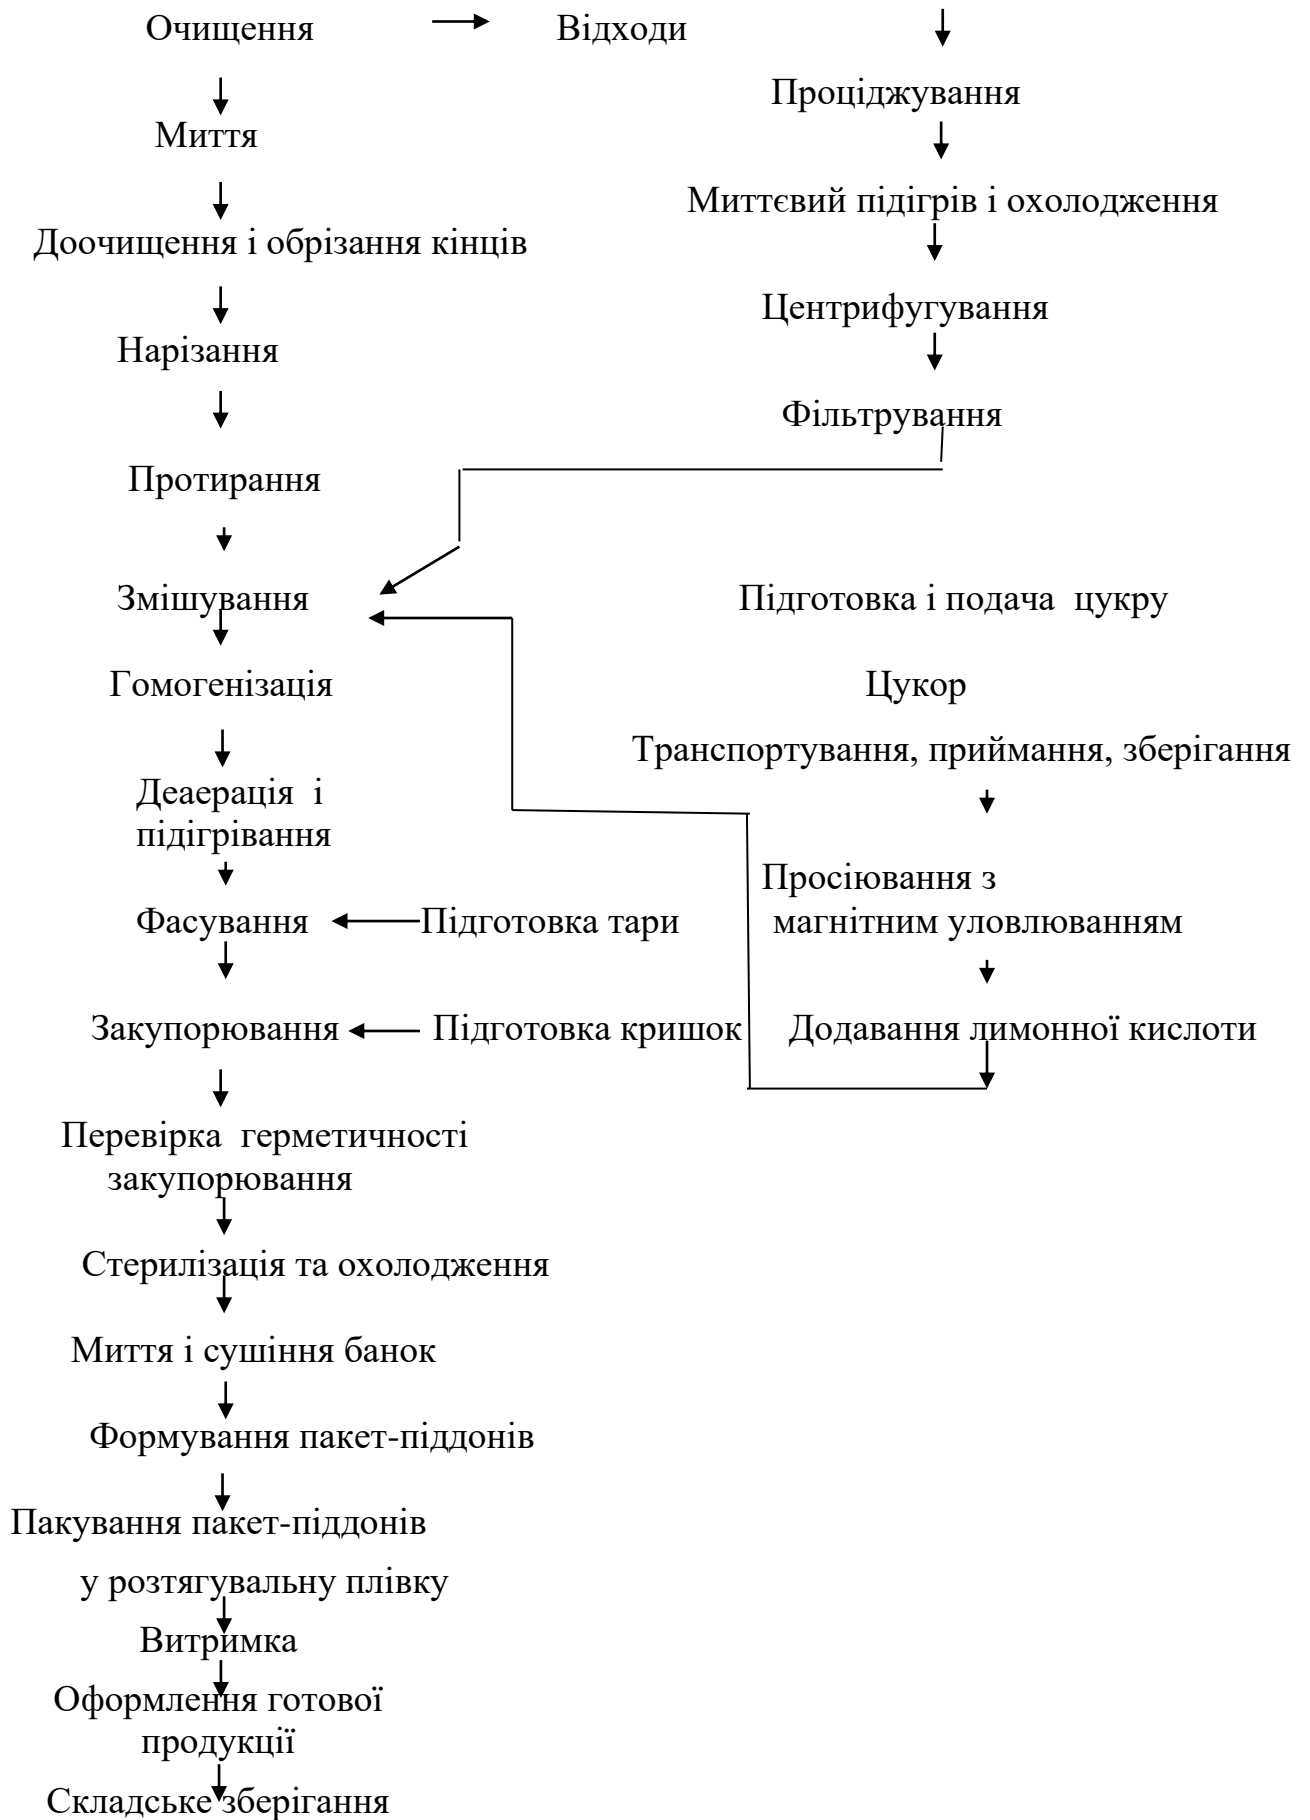 Очищення
Відходи
Проціджування
Миття
Миттєвий підігрів і охолодження
Доочищення і обрізання кінців
Центрифугування
Нарізання
Фільтрування
Протирання
Змішування
Підготовка і подача цукру
Гомогенізація
Цукор
Транспортування, приймання, зберігання
Деаерація і
підігрівання
Просіювання з
магнітним уловлюванням
Фасування
Підготовка тари
Закупорювання
Підготовка кришок
Додавання лимонної кислоти
Перевірка герметичності
закупорювання
Стерилізація та охолодження
Миття і сушіння банок
Формування пакет-піддонів
Пакування пакет-піддонів
у розтягувальну плівку
Витримка
Оформлення готової
продукції
Складське зберігання